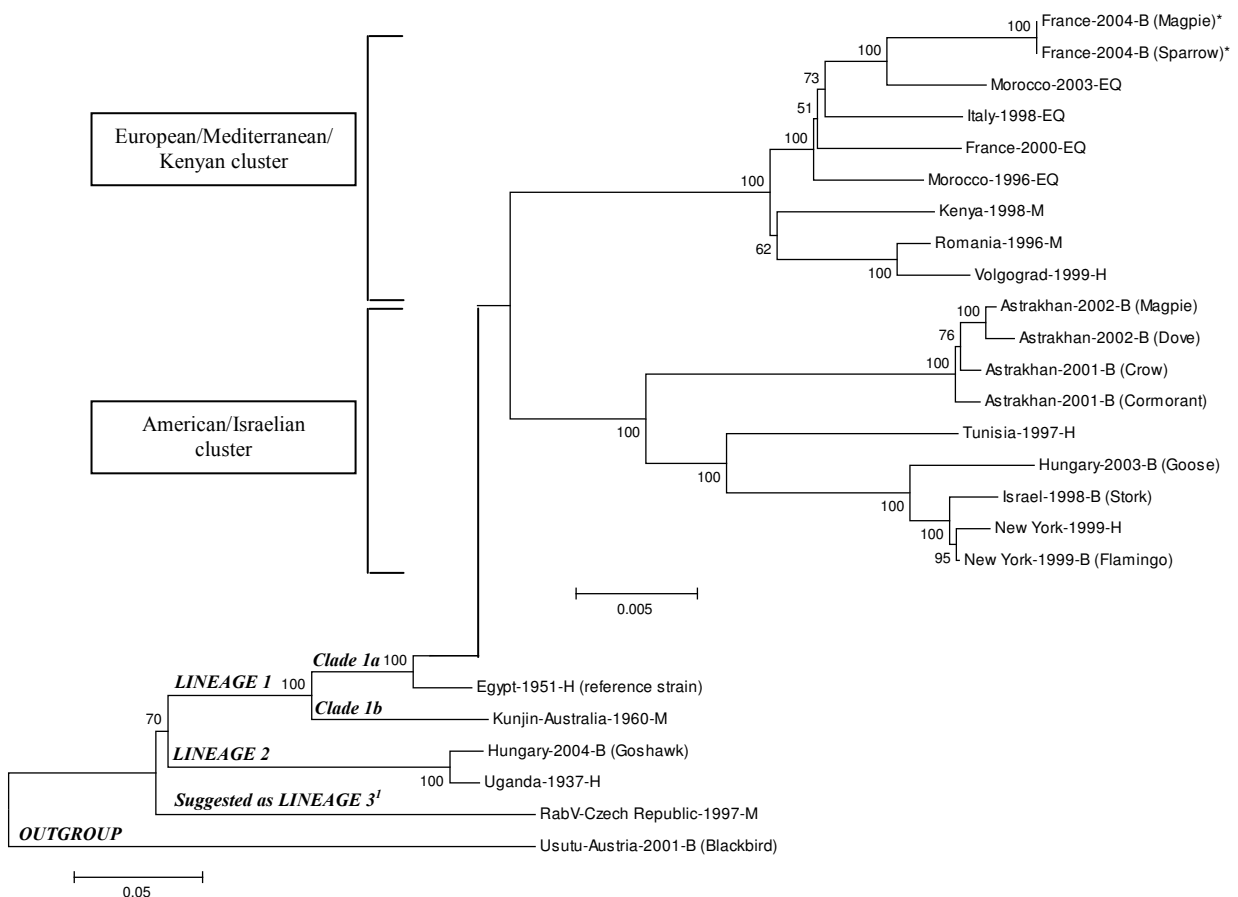 100
France-2004-B (Magpie)*
France-2004-B (Sparrow)*
100
Morocco-2003-EQ
73
Italy-1998-EQ
51
France-2000-EQ
100
Morocco-1996-EQ
100
Kenya-1998-M
62
Romania-1996-M
100
Volgograd-1999-H
European/Mediterranean/
Kenyan cluster
Astrakhan-2002-B (Magpie)
100
Astrakhan-2002-B (Dove)
76
Astrakhan-2001-B (Crow)
100
Astrakhan-2001-B (Cormorant)
100
Tunisia-1997-H
100
Hungary-2003-B (Goose)
100
Israel-1998-B (Stork)
100
New York-1999-H
95
New York-1999-B (Flamingo)
American/Israelian
cluster
0.005
Clade 1a
100
LINEAGE 1
100
Egypt-1951-H (reference strain)
Clade 1b
Kunjin-Australia-1960-M
70
LINEAGE 2
Hungary-2004-B (Goshawk)
100
Uganda-1937-H
Suggested as LINEAGE 3¹
RabV-Czech Republic-1997-M
OUTGROUP
Usutu-Austria-2001-B (Blackbird)
0.05